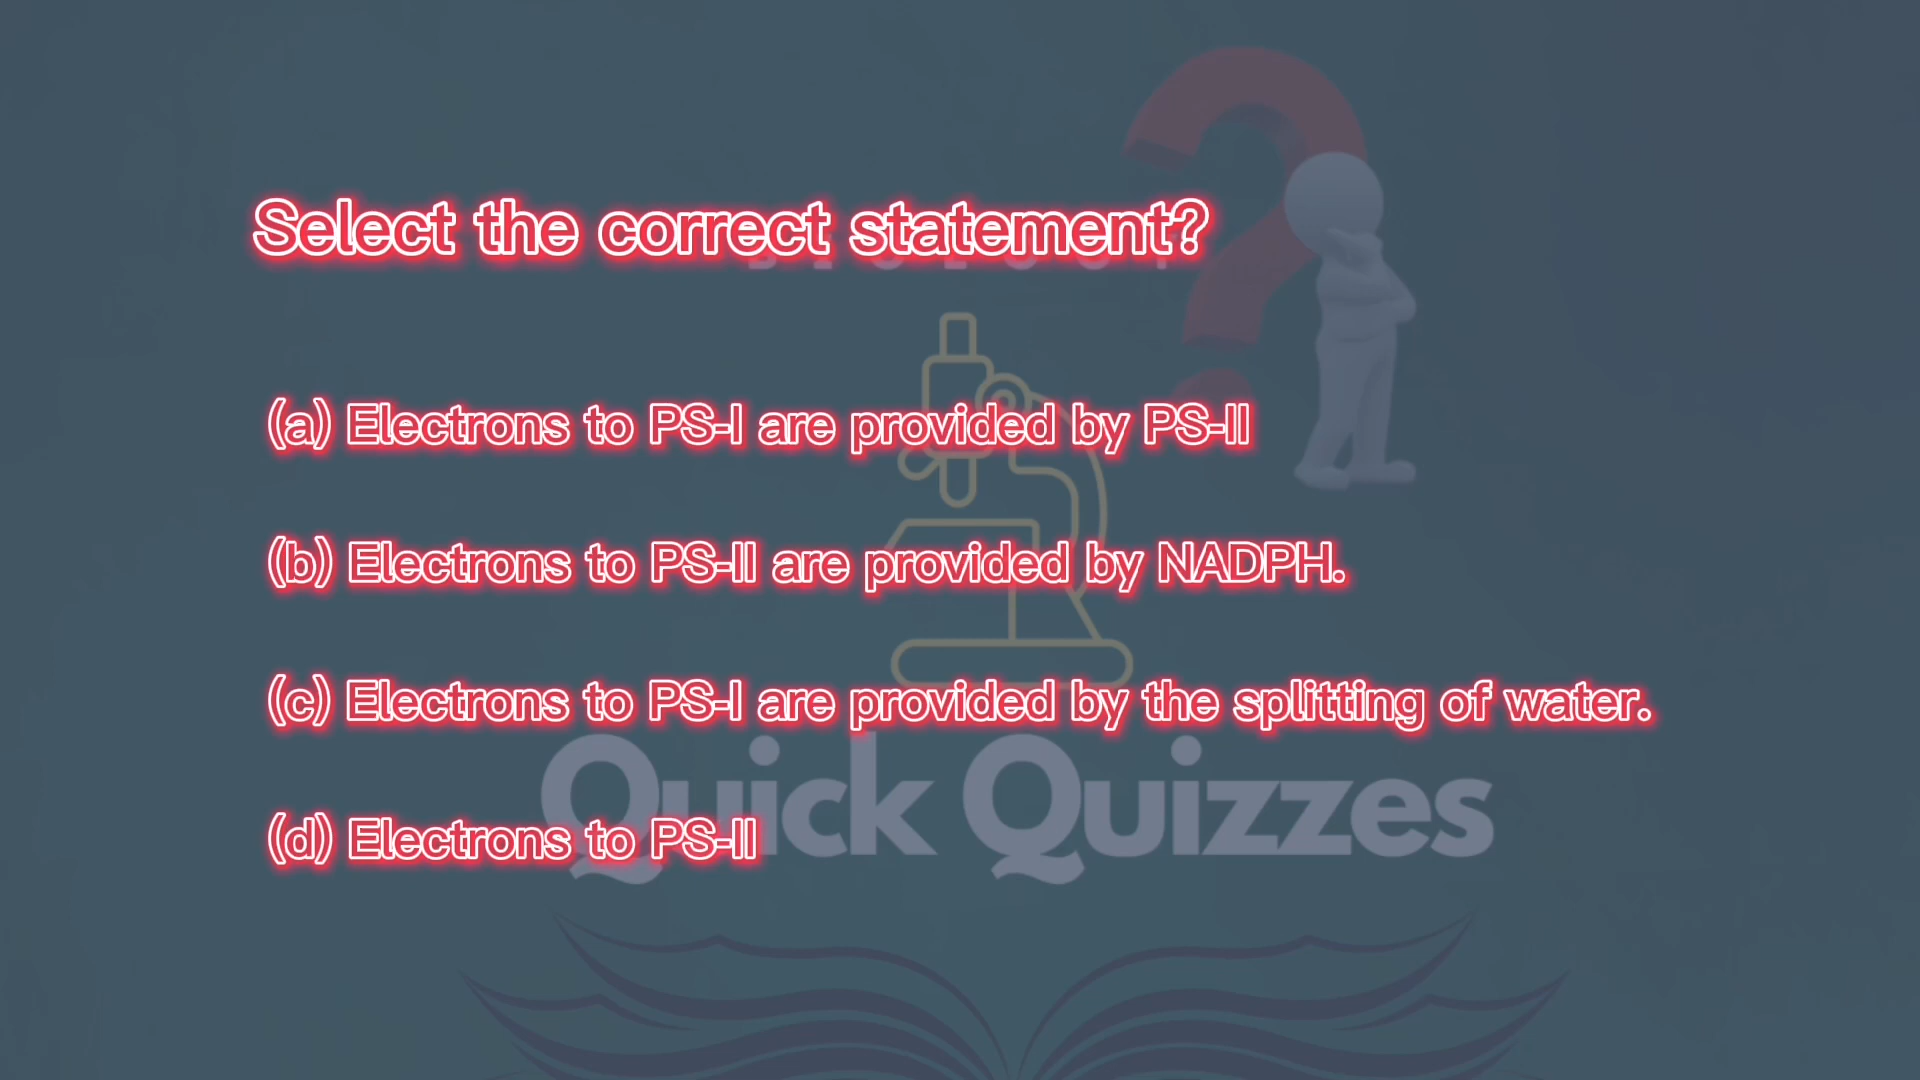 Select the correct statement?
BIOLOGY
(a) Electrons to PS-I are provided by PS-II
(b) Electrons to PS-II are provided by NADPH.
(c) Electrons to PS-I are provided by the splitting of water.
Quick Quizzes
(d) Electrons to PS-II